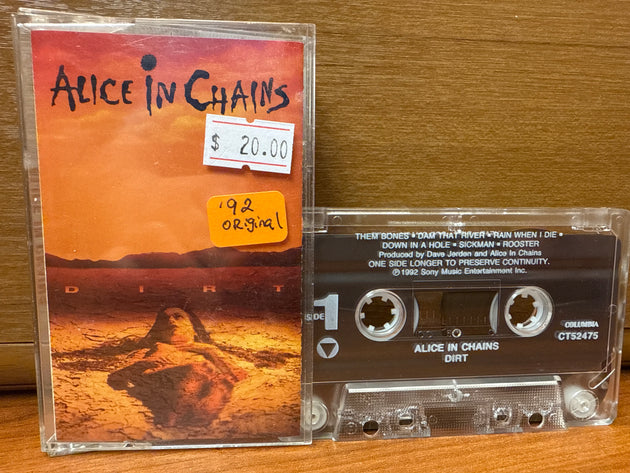 ALICE IN CHAINS
$ 20.00
'92
ORiginal
DIRT
THEM BONES • DAM THAT RIVER • RAIN WHEN I DIE •
DOWN IN A HOLE • SICKMAN • ROOSTER
Produced by Dave Jerden and Alice In Chains
ONE SIDE LONGER TO PRESERVE CONTINUITY.
℗1992 Sony Music Entertainment Inc.
SIDE 1
COLUMBIA
CT52475
ALICE IN CHAINS
DIRT